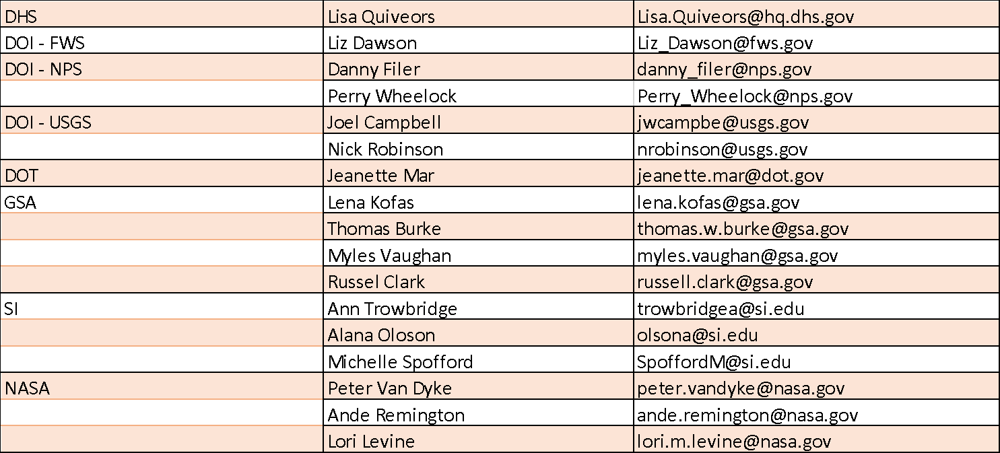 DHS Lisa Quiveors Lisa.Quiveors@hq.dhs.gov
DOI - FWS Liz Dawson Liz_Dawson@fws.gov
DOI - NPS Danny Filer danny_filer@nps.gov
Perry Wheelock Perry_Wheelock@nps.gov
DOI - USGS Joel Campbell jwcampbe@usgs.gov
Nick Robinson nrobinson@usgs.gov
DOT Jeanette Mar jeanette.mar@dot.gov
GSA Lena Kofas lena.kofas@gsa.gov
Thomas Burke thomas.w.burke@gsa.gov
Myles Vaughan myles.vaughan@gsa.gov
Russel Clark russell.clark@gsa.gov
SI Ann Trowbridge trowbridgea@si.edu
Alana Oloson olsona@si.edu
Michelle Spofford SpoffordM@si.edu
NASA Peter Van Dyke peter.vandyke@nasa.gov
Ande Remington ande.remington@nasa.gov
Lori Levine lori.m.levine@nasa.gov